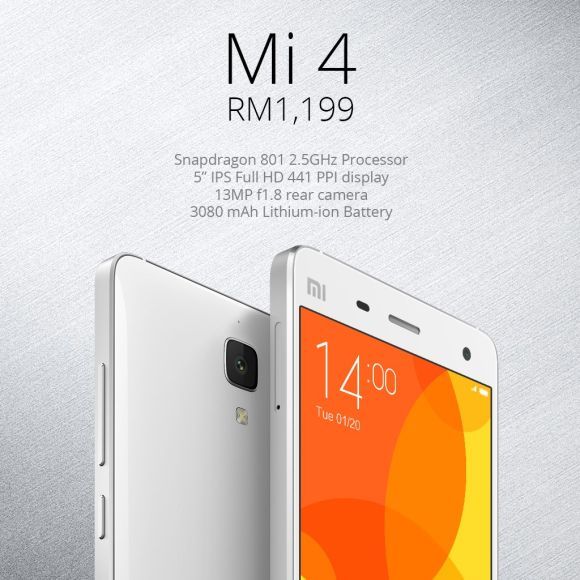 Mi 4
RM1,199
Snapdragon 801 2.5GHz Processor
5” IPS Full HD 441 PPI display
13MP f1.8 rear camera
3080 mAh Lithium-ion Battery
mi
14:00
Tue 01/20